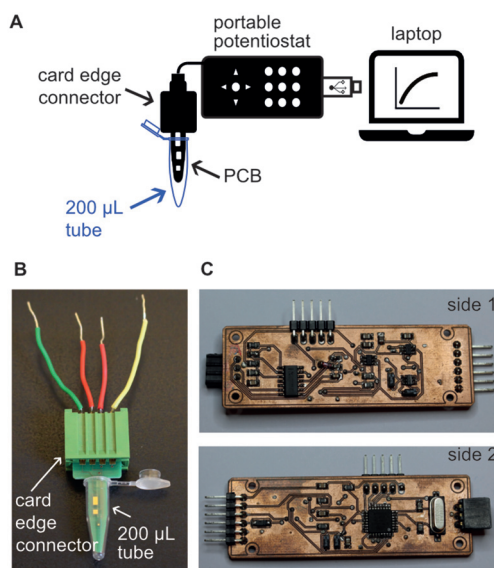 A
portable
potentiostat
laptop
card edge
connector
PCB
200 µL
tube
B
card
edge
connector
200 µL
tube
C
side 1
side 2